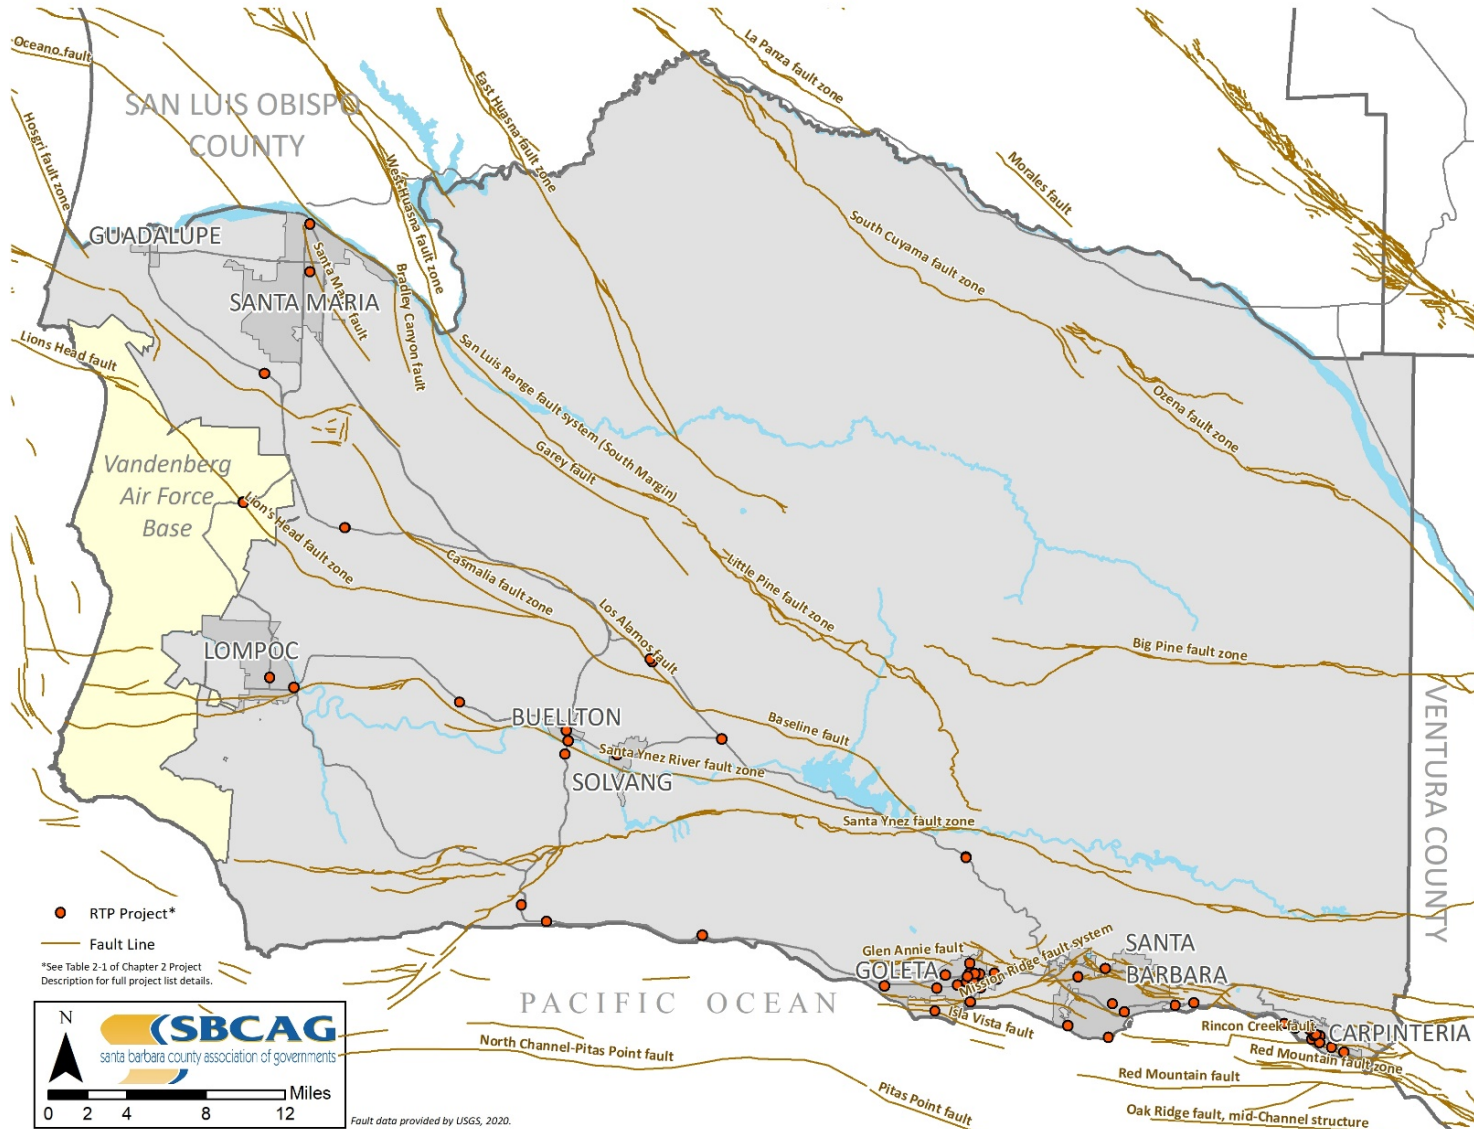 Oceano fault
La Panza fault zone
SAN LUIS OBISPO
COUNTY
East Huasna fault zone
Hosgri fault zone
West Huasna fault zone
Morales fault
GUADALUPE
South Cuyama fault zone
Santa Maria fault
SANTA MARIA
Bradley Canyon fault
Lions Head fault
San Luis Range fault system (South Margin)
Ozena fault zone
Garey fault
Vandenberg
Air Force
Base
Lion's Head fault zone
Casmalia fault zone
Little Pine fault zone
Los Alamos fault
Big Pine fault zone
LOMPOC
BUELLTON
Baseline fault
Santa Ynez River fault zone
SOLVANG
VENTURA COUNTY
Santa Ynez fault zone
RTP Project*
Fault Line
*See Table 2-1 of Chapter 2 Project
Description for full project list details.
Glen Annie fault
Mission Ridge fault system
SANTA
BARBARA
GOLETA
PACIFIC OCEAN
Isla Vista fault
Rincon Creek fault
CARPINTERIA
North Channel-Pitas Point fault
Red Mountain fault zone
Red Mountain fault
Pitas Point fault
Oak Ridge fault, mid-Channel structure
N
SBCAG
santa barbara county association of governments
Miles
0 2 4 8 12
Fault data provided by USGS, 2020.